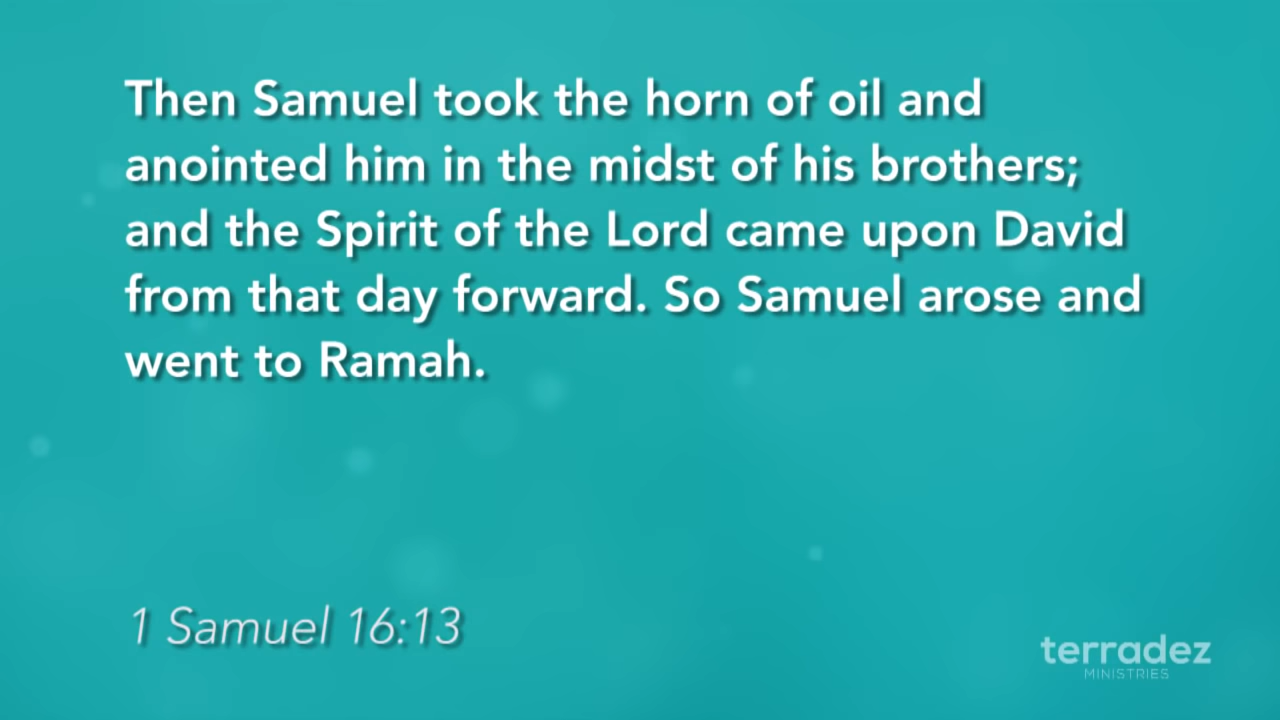 Then Samuel took the horn of oil and
anointed him in the midst of his brothers;
and the Spirit of the Lord came upon David
from that day forward. So Samuel arose and
went to Ramah.
1 Samuel 16:13
terradez
MINISTRIES